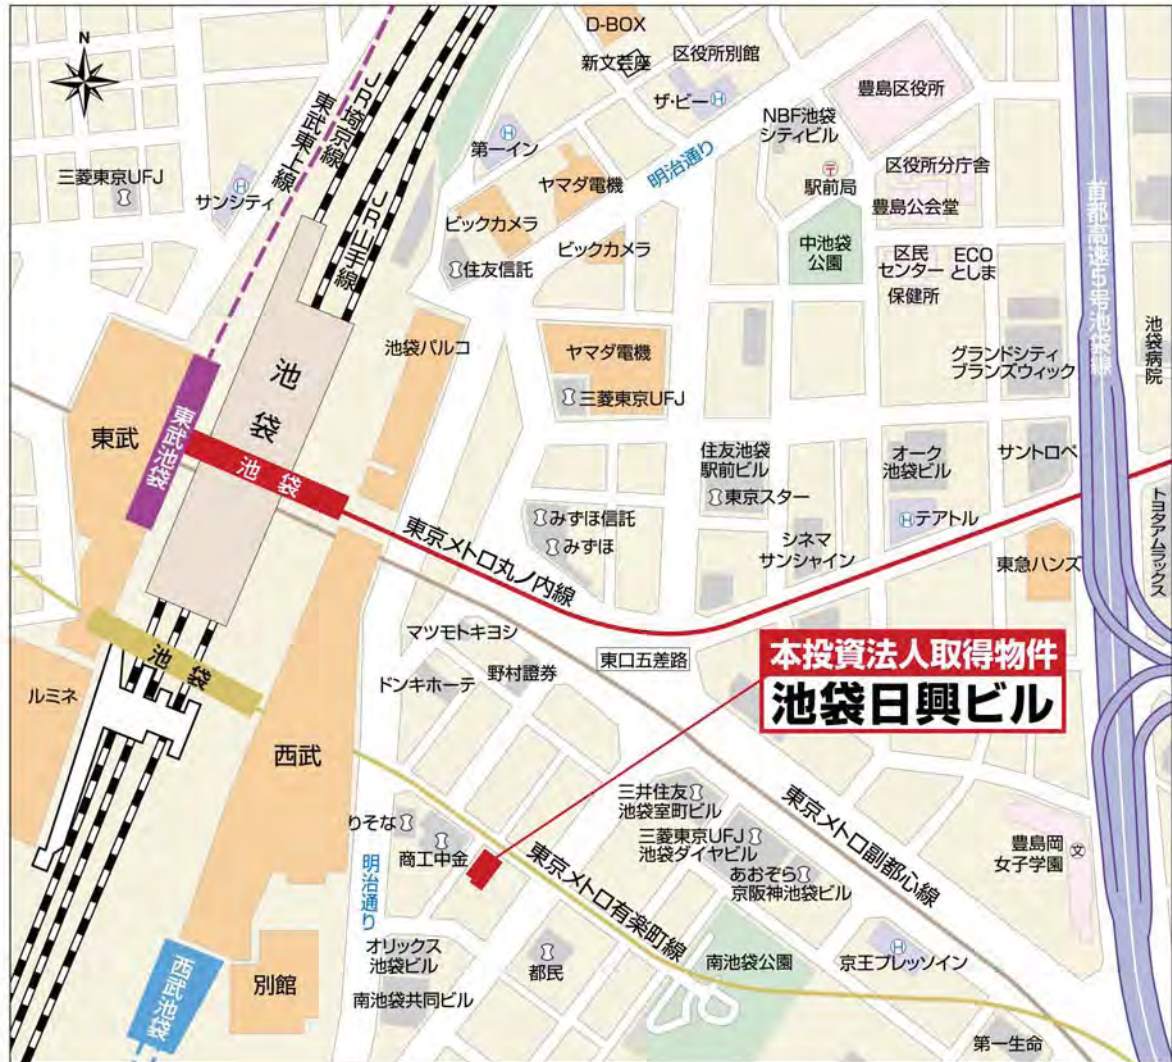 D-BOX
新文芸座
区役所別館
ザ・ビー
豊島区役所
N
JR埼京線
東武東上線
JR山手線
三菱東京UFJ
サンシティ
第一イン
ヤマダ電機
明治通り
NBF池袋
シティビル
駅前局
区役所分庁舎
豊島公会堂
首都高速5号池袋線
ビックカメラ
ビックカメラ
住友信託
中池袋
公園
区民
センター
ECO
としま
保健所
池袋病院
池袋パルコ
ヤマダ電機
三菱東京UFJ
グランドシティ
ブランズウィック
池袋
東武
東武池袋
池袋
住友池袋
駅前ビル
東京スター
オーク
池袋ビル
サントロペ
みずほ信託
みずほ
テアトル
シネマ
サンシャイン
東急ハンズ
トヨタアムラックス
東京メトロ丸ノ内線
マツモトキヨシ
野村證券
東口五差路
ドンキホーテ
池袋
ルミネ
本投資法人取得物件
池袋日興ビル
西武
三井住友
池袋室町ビル
三菱東京UFJ
池袋ダイヤビル
あおぞら
京阪神池袋ビル
東京メトロ副都心線
豊島岡
女子学園
文
りそな
商工中金
明治通り
東京メトロ有楽町線
オリックス
池袋ビル
都民
南池袋公園
京王プレッソイン
西武池袋
別館
南池袋共同ビル
第一生命